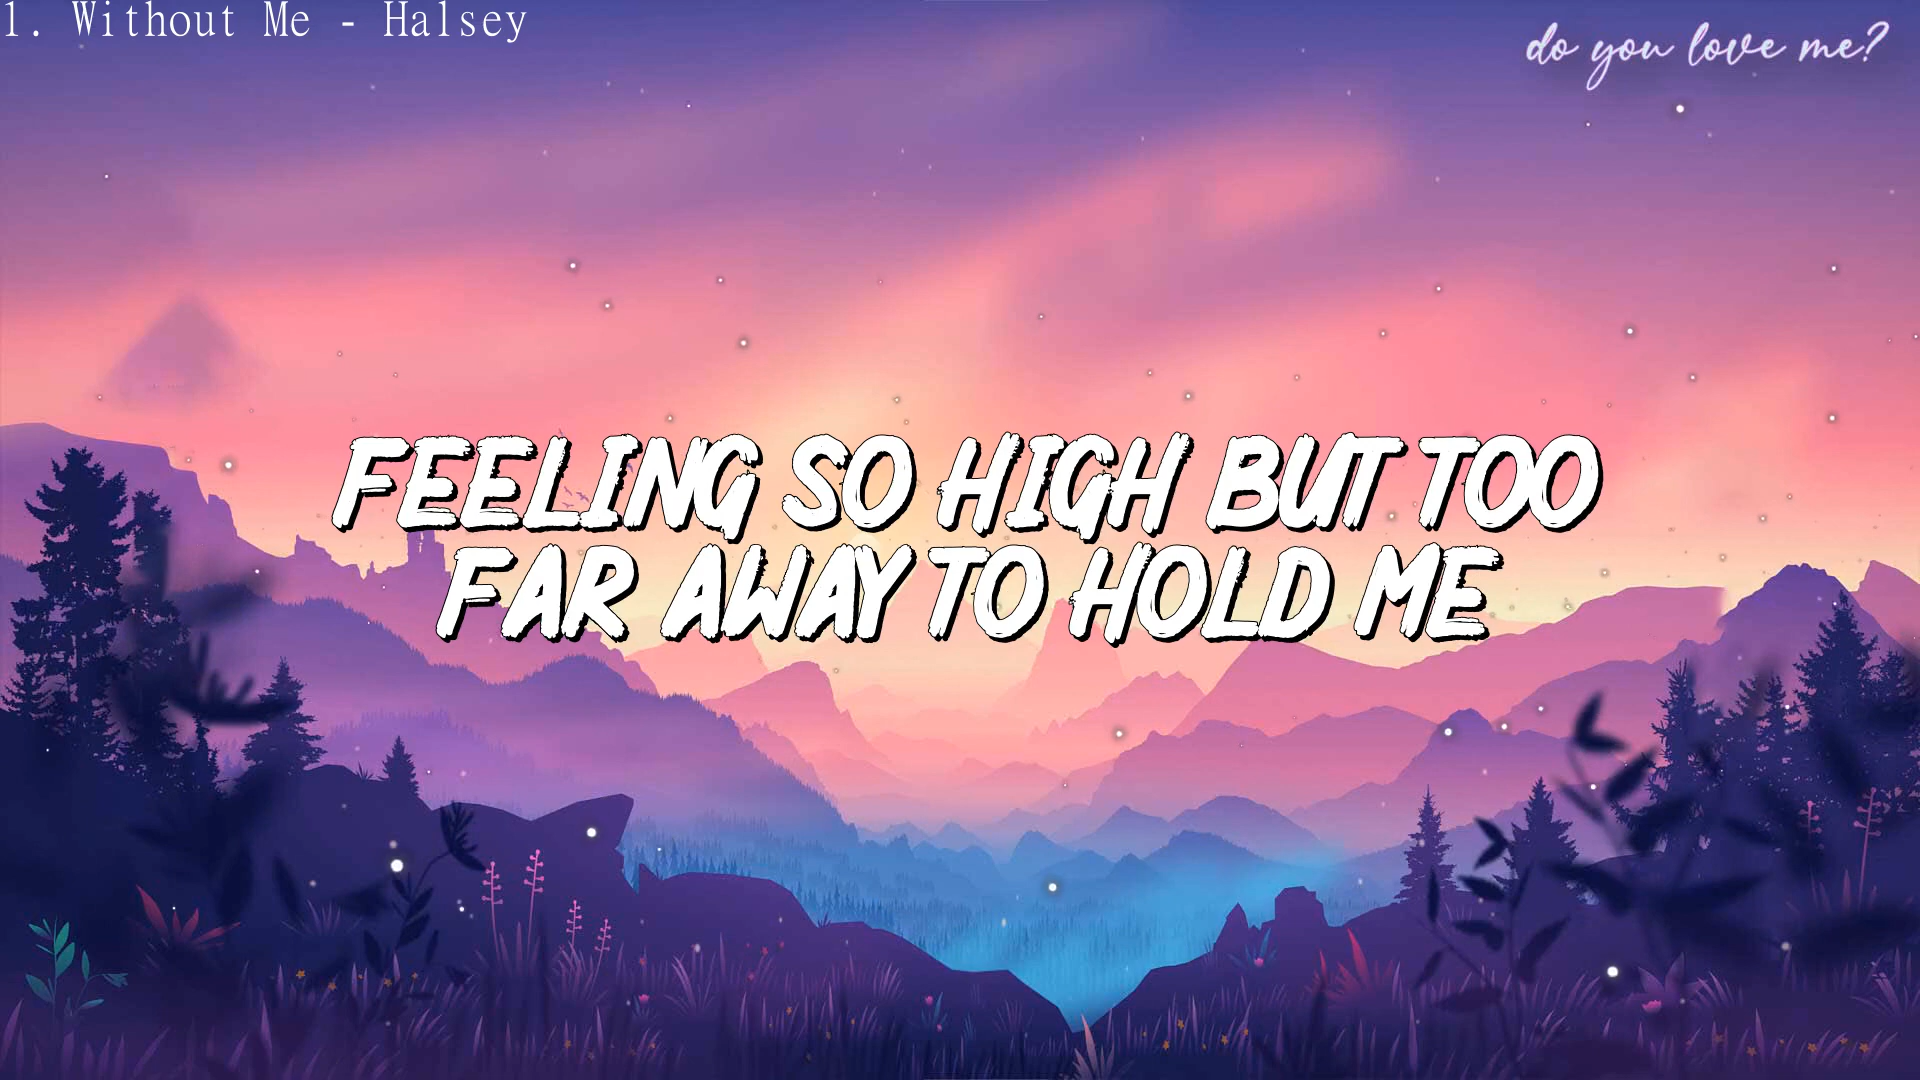 1. Without Me - Halsey
do you love me?
FEELING SO HIGH BUT TOO
FAR AWAY TO HOLD ME